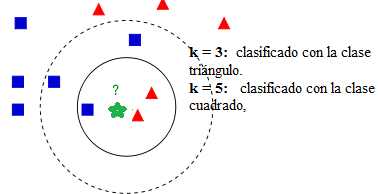 ?
k = 3: clasificado con la clase
triángulo.
k = 5: clasificado con la clase
cuadrado,